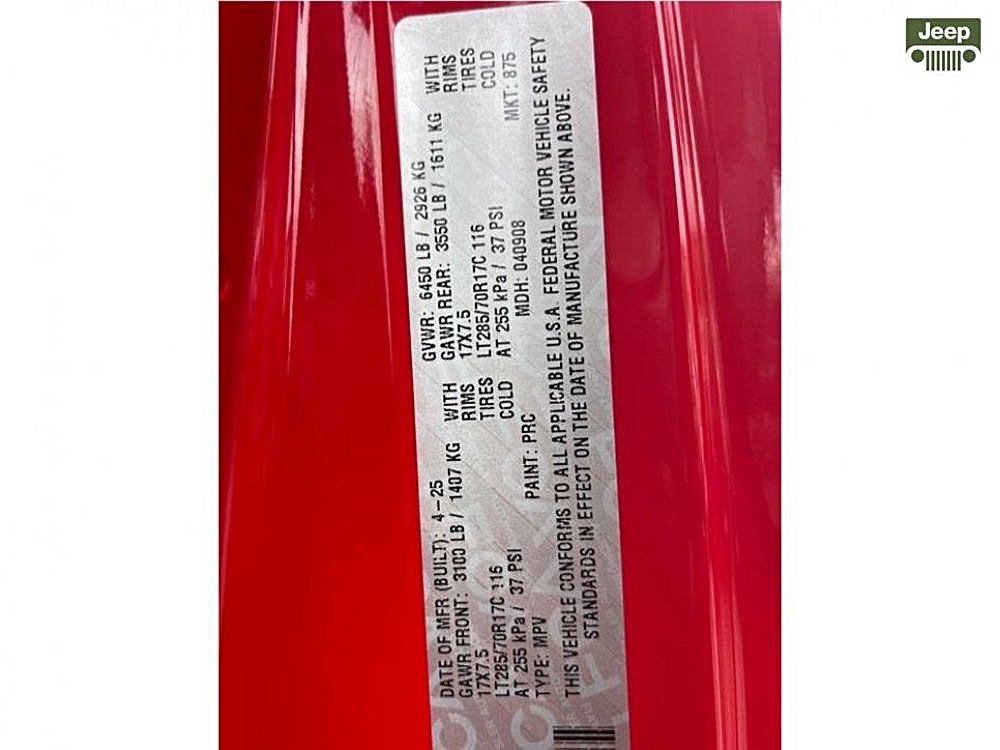 Jeep
DATE OF MFR (BUILT): 4-25 GVWR: 6450 LB / 2926 KG
GAWR FRONT: 3100 LB / 1407 KG WITH GAWR REAR: 3550 LB / 1611 KG WITH
17X7.5 RIMS 17X7.5 RIMS
LT285/70R17C 116 TIRES LT285/70R17C 116 TIRES
AT 255 kPa / 37 PSI COLD AT 255 kPa / 37 PSI COLD
TYPE: MPV PAINT: PRC MDH: 040908 MKT: 875
THIS VEHICLE CONFORMS TO ALL APPLICABLE U.S.A. FEDERAL MOTOR VEHICLE SAFETY
STANDARDS IN EFFECT ON THE DATE OF MANUFACTURE SHOWN ABOVE.